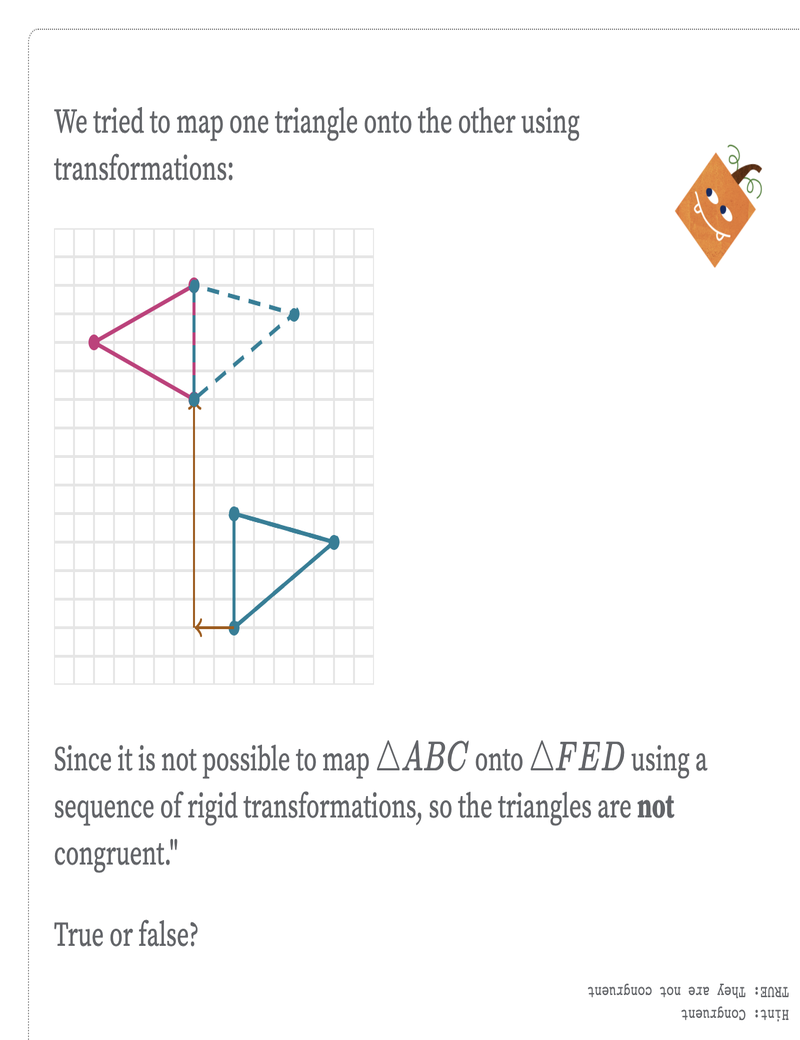 We tried to map one triangle onto the other using
transformations:
Since it is not possible to map △ABC onto △FED using a
sequence of rigid transformations, so the triangles are not
congruent."
True or false?
Hint: Congruent
TRUE: They are not congruent